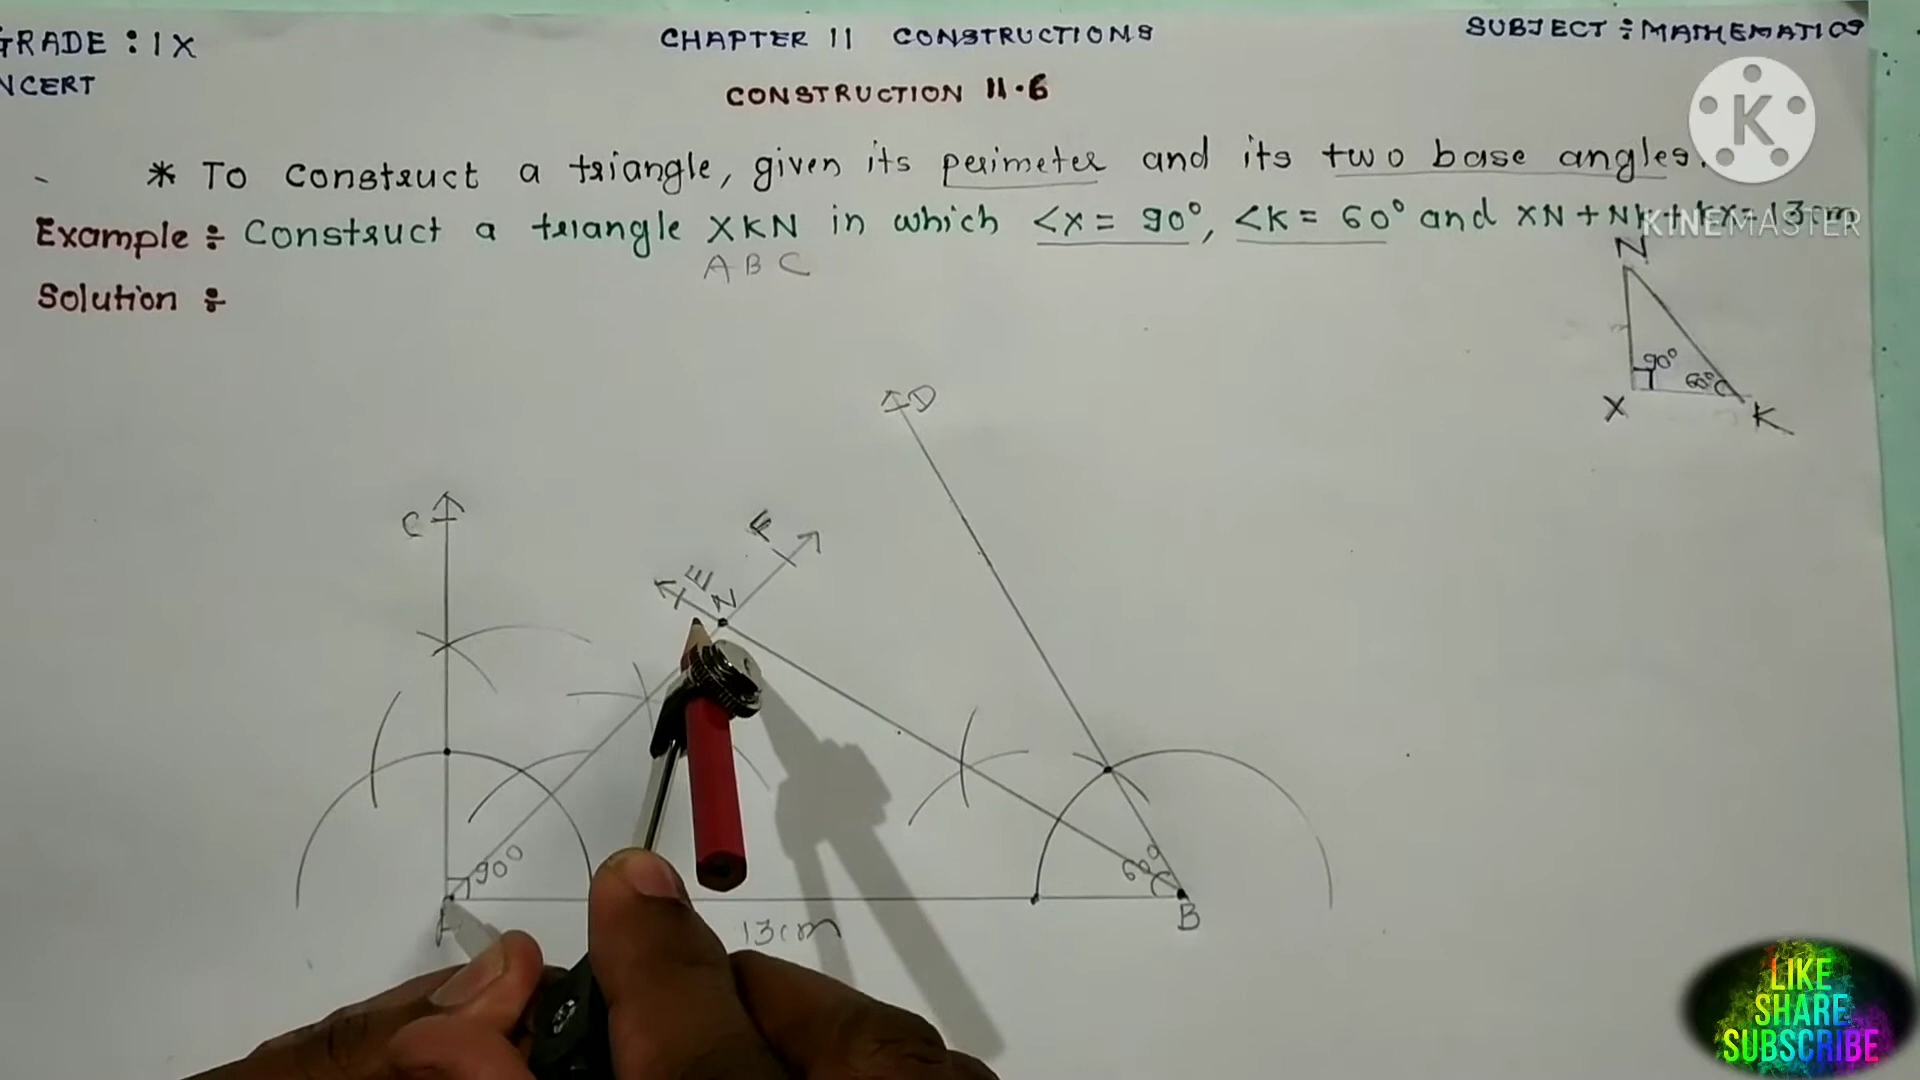 GRADE : IX
CHAPTER 11 CONSTRUCTIONS
SUBJECT : MATHEMATICS
NCERT
CONSTRUCTION 11.6
K
* To construct a triangle, given its perimeter and its two base angles.
Example :- Construct a triangle XKN in which <X = 90°, <K = 60° and XN + NK + KX = 13cm
KINEMASTER
ABC
Solution :-
N
90°
60°
X
K
D
C
F
E
N
90°
60°
A
13cm
B
LIKE
SHARE
SUBSCRIBE